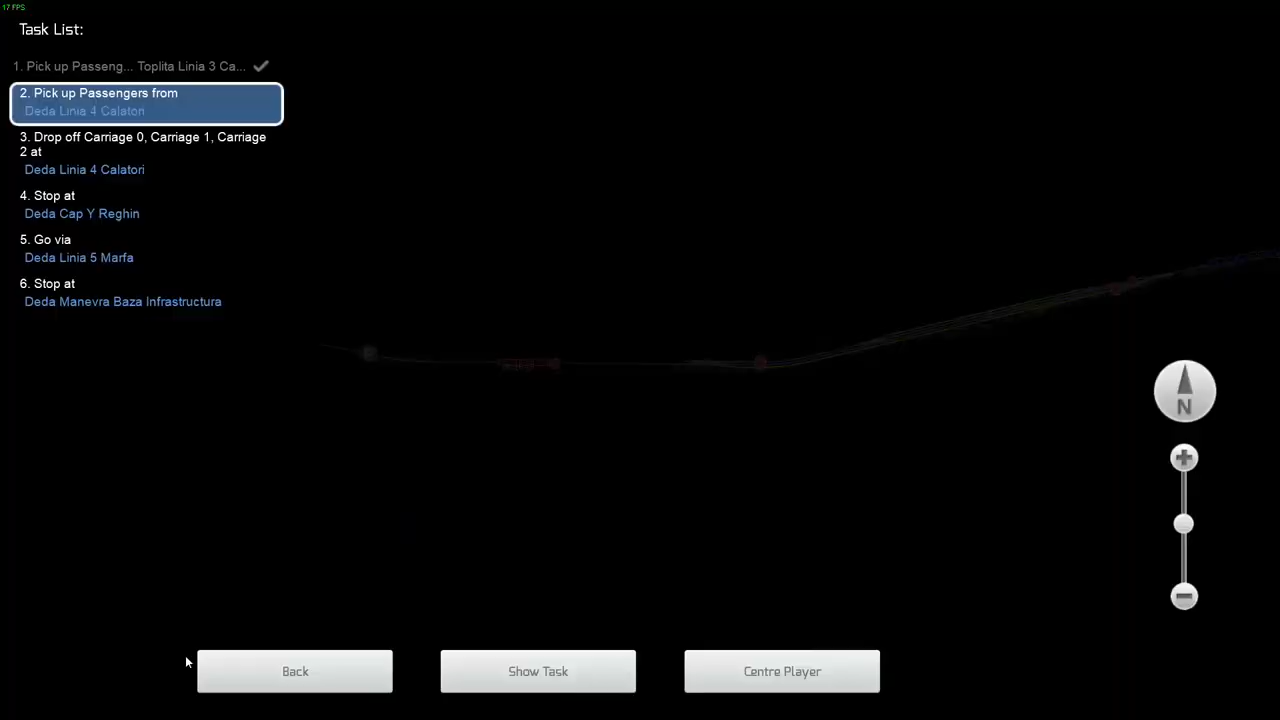 17 FPS
Task List:
1. Pick up Passeng... Toplita Linia 3 Ca...
2. Pick up Passengers from
Deda Linia 4 Calatori
3. Drop off Carriage 0, Carriage 1, Carriage
2 at
Deda Linia 4 Calatori
4. Stop at
Deda Cap Y Reghin
5. Go via
Deda Linia 5 Marfa
6. Stop at
Deda Manevra Baza Infrastructura
N
Back
Show Task
Centre Player